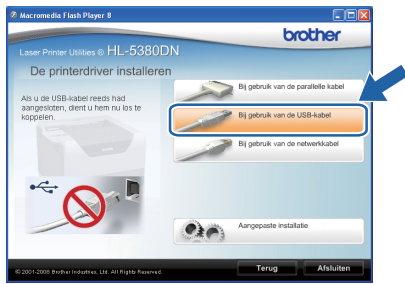 Macromedia Flash Player 8
brother
Laser Printer Utilities HL-5380DN
De printerdriver installeren
Als u de USB-kabel reeds had
aangesloten, dient u hem nu los te
koppelen.
Bij gebruik van de parallelle kabel
Bij gebruik van de USB-kabel
Bij gebruik van de netwerkkabel
Aangepaste installatie
© 2001-2008 Brother Industries, Ltd. All Rights Reserved.
Terug
Afsluiten